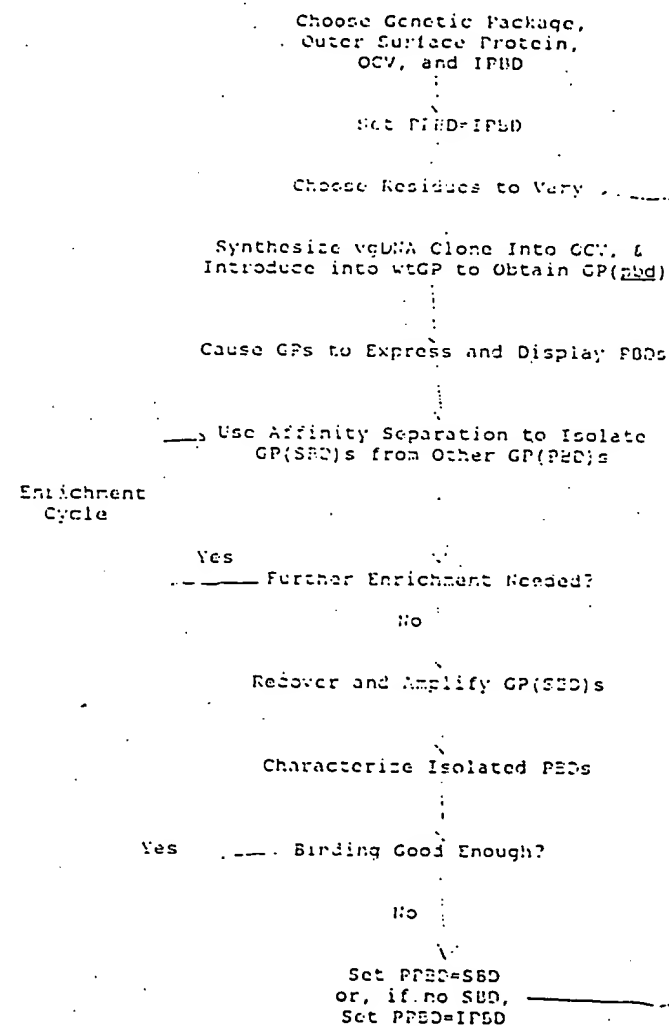 Choose Genetic Package,
Outer Surface Protein,
OCV, and IPBD
Set PPBD=IPBD
Choose Residues to Vary
Synthesize vgDNA Clone Into OCV, &
Introduce into wtGP to Obtain GP(pbd)
Cause GPs to Express and Display PBDs
Use Affinity Separation to Isolate
GP(SBD)s from Other GP(PBD)s
Enrichment
Cycle
Yes
Further Enrichment Needed?
No
Recover and Amplify GP(SBD)s
Characterize Isolated PBDs
Yes
Binding Good Enough?
No
Set PPBD=SBD
or, if no SBD,
Set PPBD=IPBD